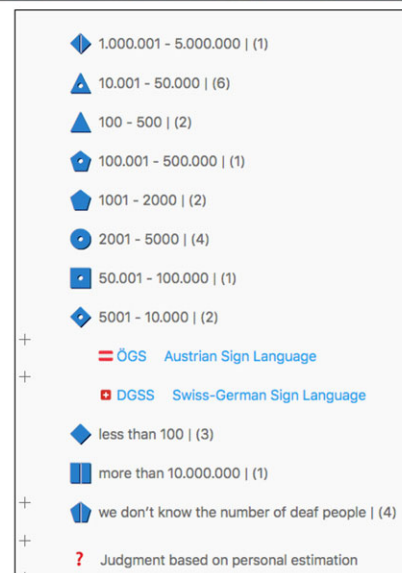 1.000.001 - 5.000.000 | (1)
10.001 - 50.000 | (6)
100 - 500 | (2)
100.001 - 500.000 | (1)
1001 - 2000 | (2)
2001 - 5000 | (4)
50.001 - 100.000 | (1)
5001 - 10.000 | (2)
ÖGS Austrian Sign Language
DGSS Swiss-German Sign Language
less than 100 | (3)
more than 10.000.000 | (1)
we don't know the number of deaf people | (4)
? Judgment based on personal estimation